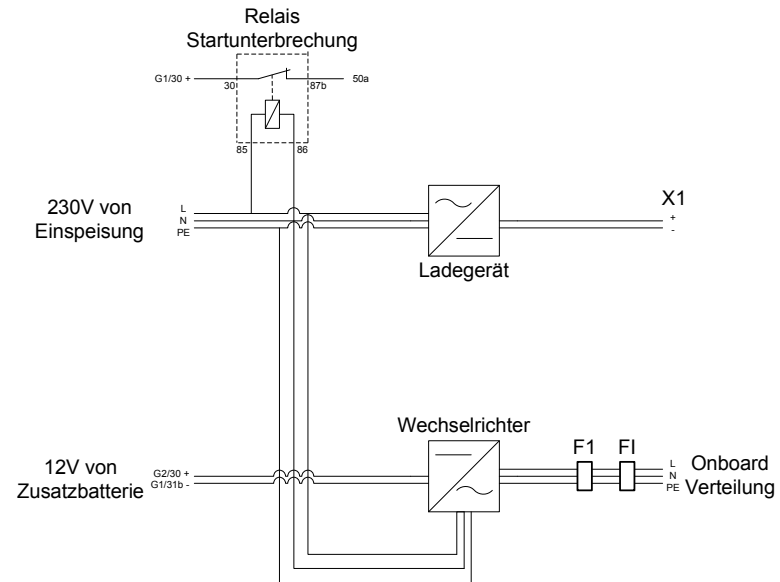 Relais
Startunterbrechung
G1/30 +
30
87b
50a
85
86
230V von
Einspeisung
L
N
PE
X1
+
-
Ladegerät
Wechselrichter
F1
FI
12V von
Zusatzbatterie
G2/30 +
G1/31b -
L
N
PE
Onboard
Verteilung